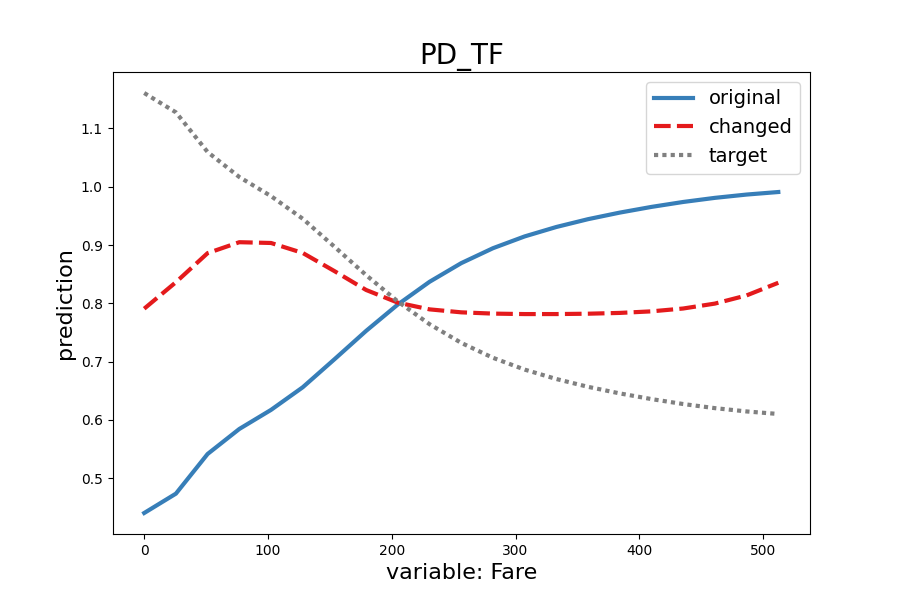 PD_TF
original
changed
target
1.1
1.0
0.9
0.8
0.7
0.6
0.5
prediction
0 100 200 300 400 500
variable: Fare